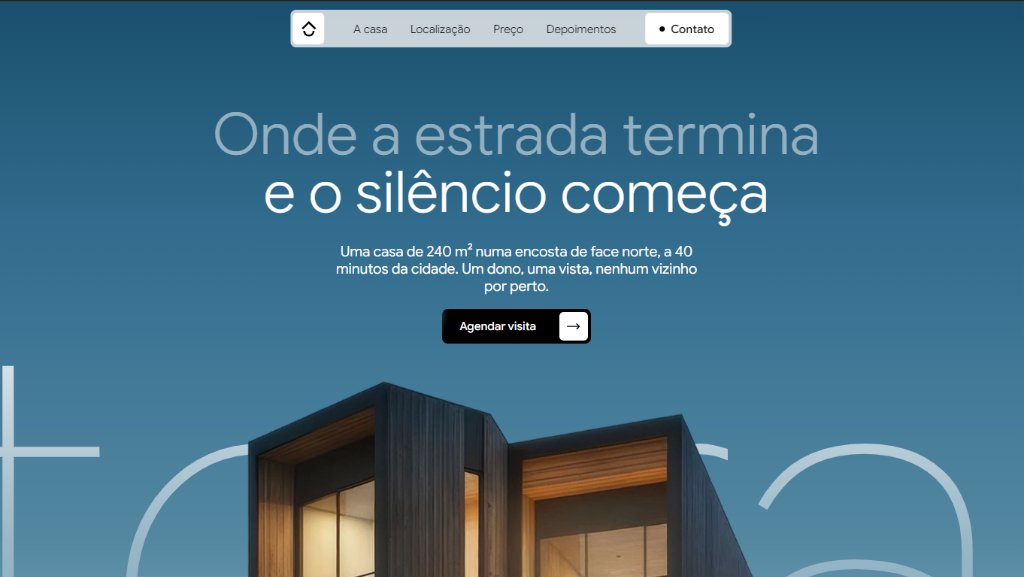 A casa Localização Preço Depoimentos Contato
Onde a estrada termina
e o silêncio começa
Uma casa de 240 m² numa encosta de face norte, a 40
minutos da cidade. Um dono, uma vista, nenhum vizinho
por perto.
Agendar visita